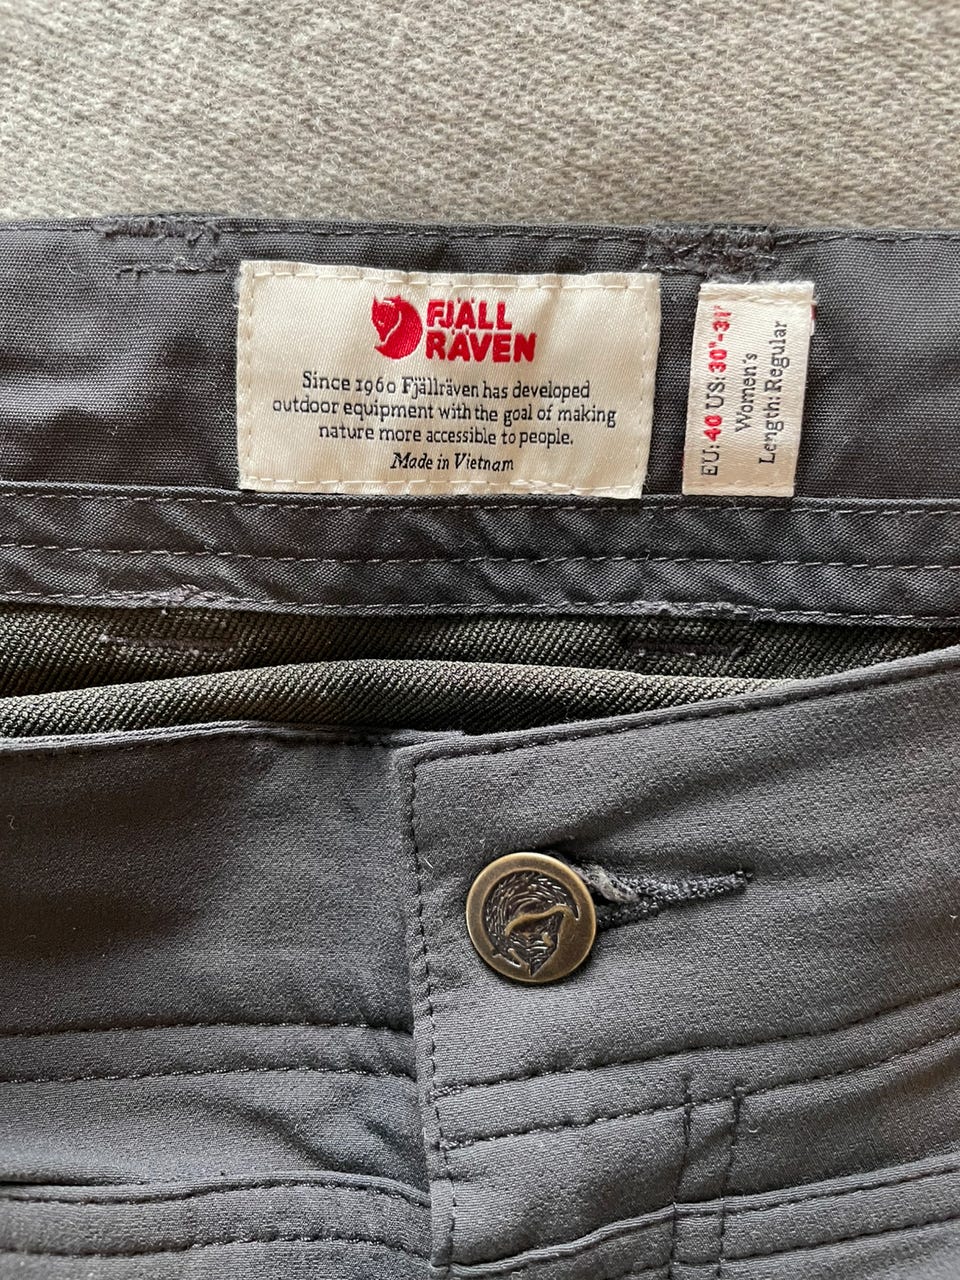 FJÄLL
RÄVEN
Since 1960 Fjällräven has developed
outdoor equipment with the goal of making
nature more accessible to people.
Made in Vietnam
EU: 40 US: 30"-31"
Women's
Length: Regular